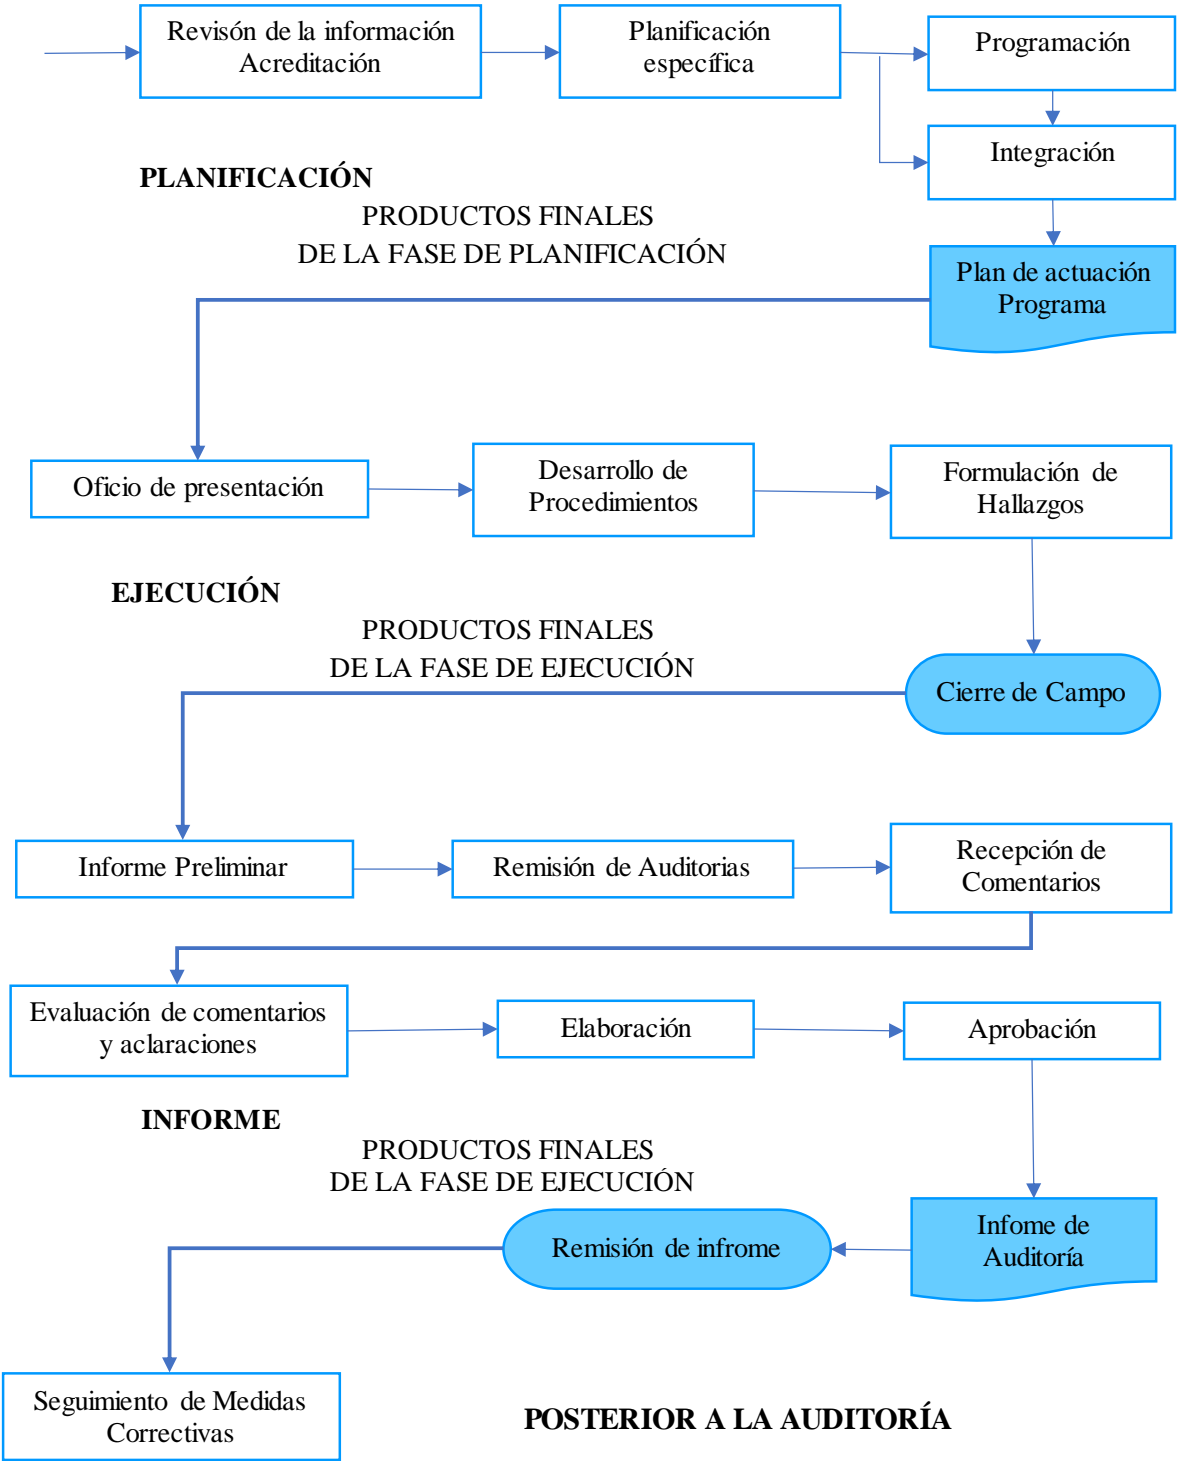 Revisón de la información
Acreditación
Planificación
específica
Programación
Integración
PLANIFICACIÓN
PRODUCTOS FINALES
DE LA FASE DE PLANIFICACIÓN
Plan de actuación
Programa
Oficio de presentación
Desarrollo de
Procedimientos
Formulación de
Hallazgos
EJECUCIÓN
PRODUCTOS FINALES
DE LA FASE DE EJECUCIÓN
Cierre de Campo
Informe Preliminar
Remisión de Auditorias
Recepción de
Comentarios
Evaluación de comentarios
y aclaraciones
Elaboración
Aprobación
INFORME
PRODUCTOS FINALES
DE LA FASE DE EJECUCIÓN
Infome de
Auditoría
Remisión de infrome
Seguimiento de Medidas
Correctivas
POSTERIOR A LA AUDITORÍA